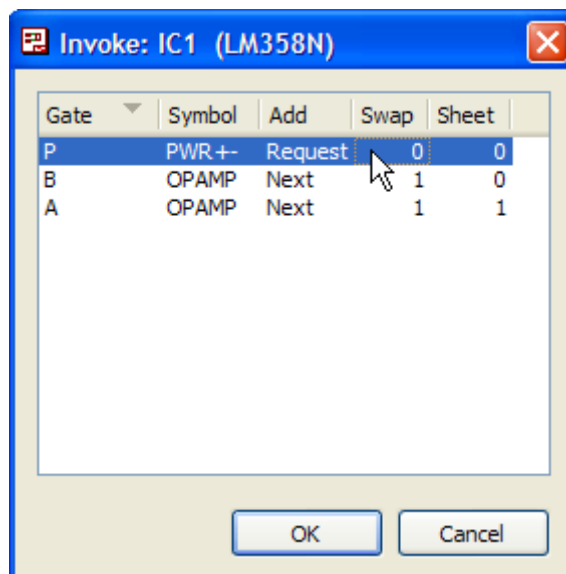 Invoke: IC1 (LM358N)
Gate Symbol Add Swap Sheet
P PWR+- Request 0 0
B OPAMP Next 1 0
A OPAMP Next 1 1
OK Cancel